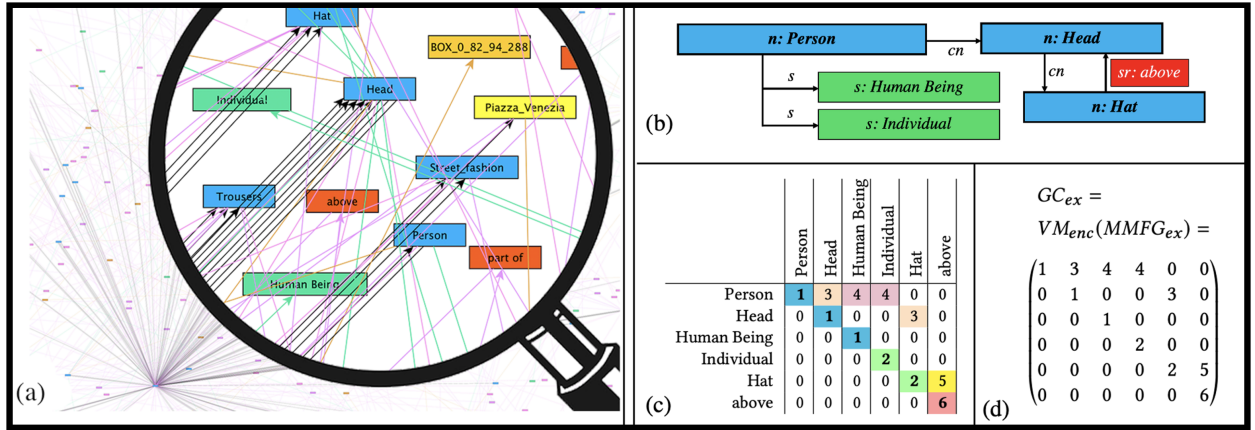 Hat
BOX_0_82_94_288
Individual
Head
Piazza_Venezia
Street_fashion
Trousers
above
Person
part of
Human Being
(a)
n: Person
cn
n: Head
s
s: Human Being
cn
sr: above
s
s: Individual
n: Hat
(b)
Person Head Human Being Individual Hat above
Person 1 3 4 4 0 0
Head 0 1 0 0 3 0
Human Being 0 0 1 0 0 0
Individual 0 0 0 2 0 0
Hat 0 0 0 0 2 5
above 0 0 0 0 0 6
(c)
GCex =
VMenc(MMFGex) =
1 3 4 4 0 0
0 1 0 0 3 0
0 0 1 0 0 0
0 0 0 2 0 0
0 0 0 0 2 5
0 0 0 0 0 6
(d)